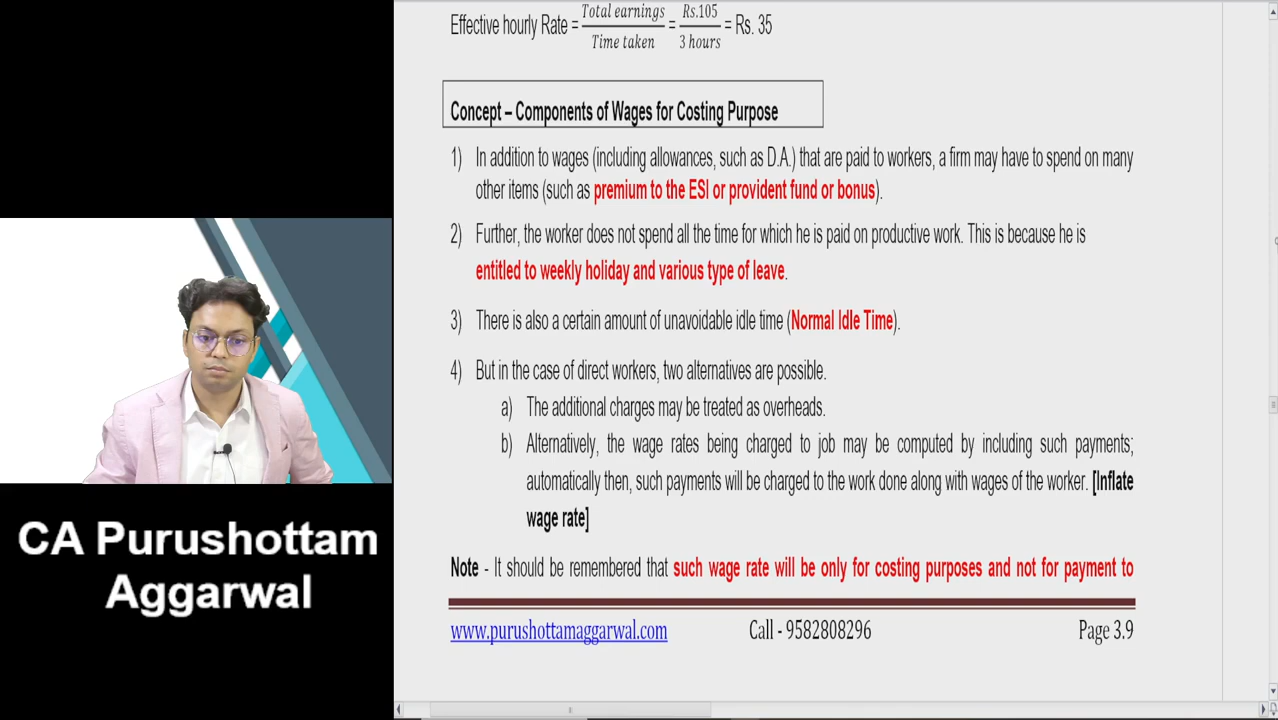 Effective hourly Rate = Total earnings / Time taken = Rs.105 / 3 hours = Rs. 35
Concept – Components of Wages for Costing Purpose
1) In addition to wages (including allowances, such as D.A.) that are paid to workers, a firm may have to spend on many
other items (such as premium to the ESI or provident fund or bonus).
2) Further, the worker does not spend all the time for which he is paid on productive work. This is because he is
entitled to weekly holiday and various type of leave.
3) There is also a certain amount of unavoidable idle time (Normal Idle Time).
4) But in the case of direct workers, two alternatives are possible.
a) The additional charges may be treated as overheads.
b) Alternatively, the wage rates being charged to job may be computed by including such payments;
automatically then, such payments will be charged to the work done along with wages of the worker. [Inflate
wage rate]
Note - It should be remembered that such wage rate will be only for costing purposes and not for payment to
www.purushottamaggarwal.com Call - 9582808296 Page 3.9
CA Purushottam
Aggarwal